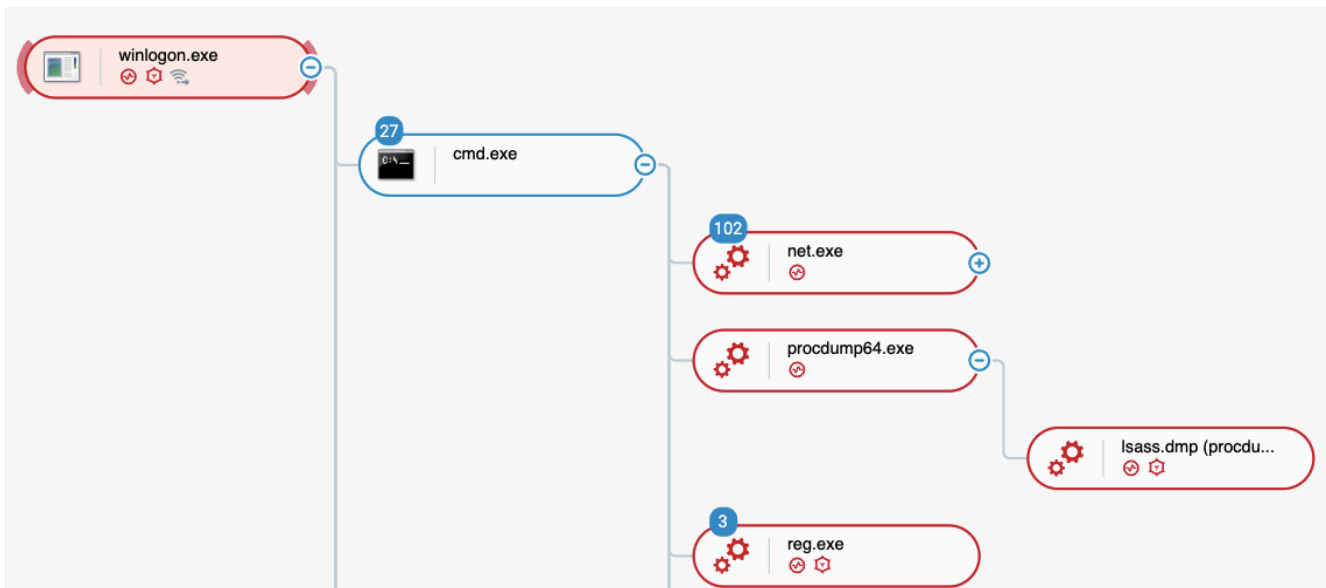 winlogon.exe
27
cmd.exe
C:\_
102
net.exe
procdump64.exe
lsass.dmp (procdu...
3
reg.exe